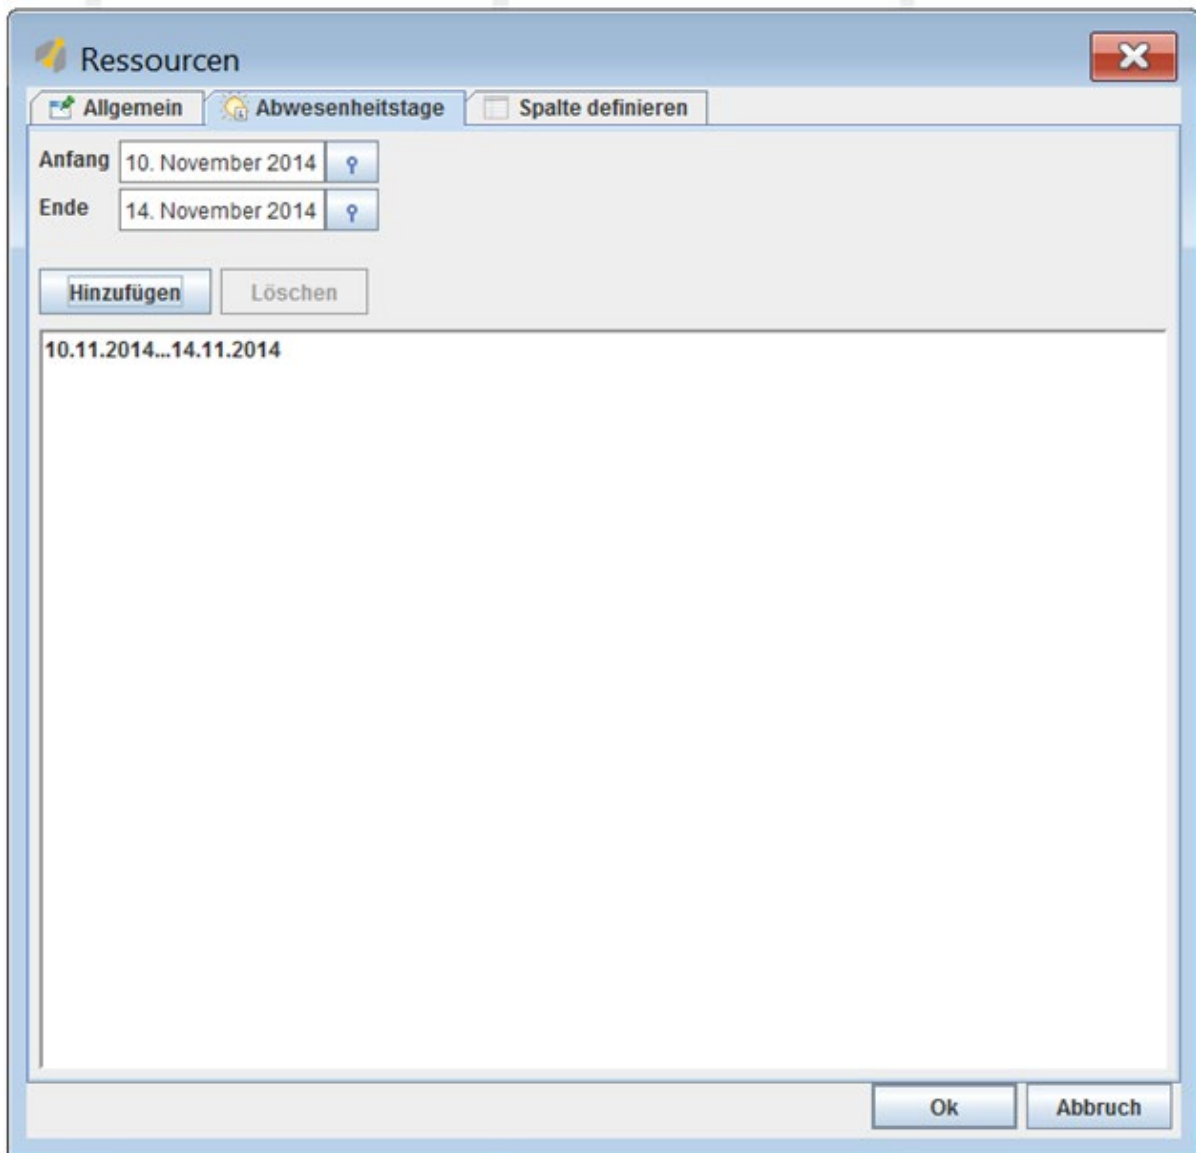 Ressourcen
Allgemein Abwesenheitstage Spalte definieren
Anfang 10. November 2014
Ende 14. November 2014
Hinzufügen Löschen
10.11.2014...14.11.2014
Ok Abbruch